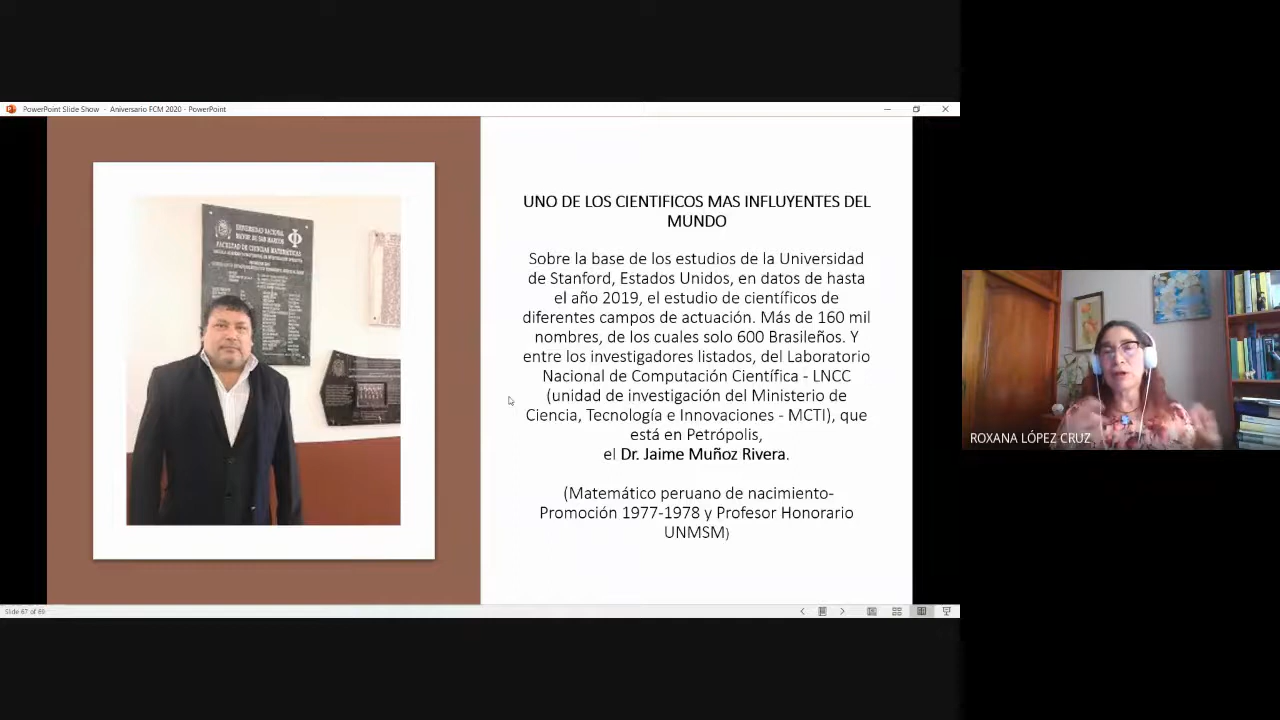 PowerPoint Slide Show - Aniversario FCM 2020 - PowerPoint
UNIVERSIDAD NACIONAL
MAYOR DE SAN MARCOS
FACULTAD DE CIENCIAS MATEMATICAS
UNO DE LOS CIENTIFICOS MAS INFLUYENTES DEL
MUNDO
Sobre la base de los estudios de la Universidad
de Stanford, Estados Unidos, en datos de hasta
el año 2019, el estudio de científicos de
diferentes campos de actuación. Más de 160 mil
nombres, de los cuales solo 600 Brasileños. Y
entre los investigadores listados, del Laboratorio
Nacional de Computación Científica - LNCC
(unidad de investigación del Ministerio de
Ciencia, Tecnología e Innovaciones - MCTI), que
está en Petrópolis,
el Dr. Jaime Muñoz Rivera.
(Matemático peruano de nacimiento-
Promoción 1977-1978 y Profesor Honorario
UNMSM)
Slide 67 of 69
ROXANA LÓPEZ CRUZ